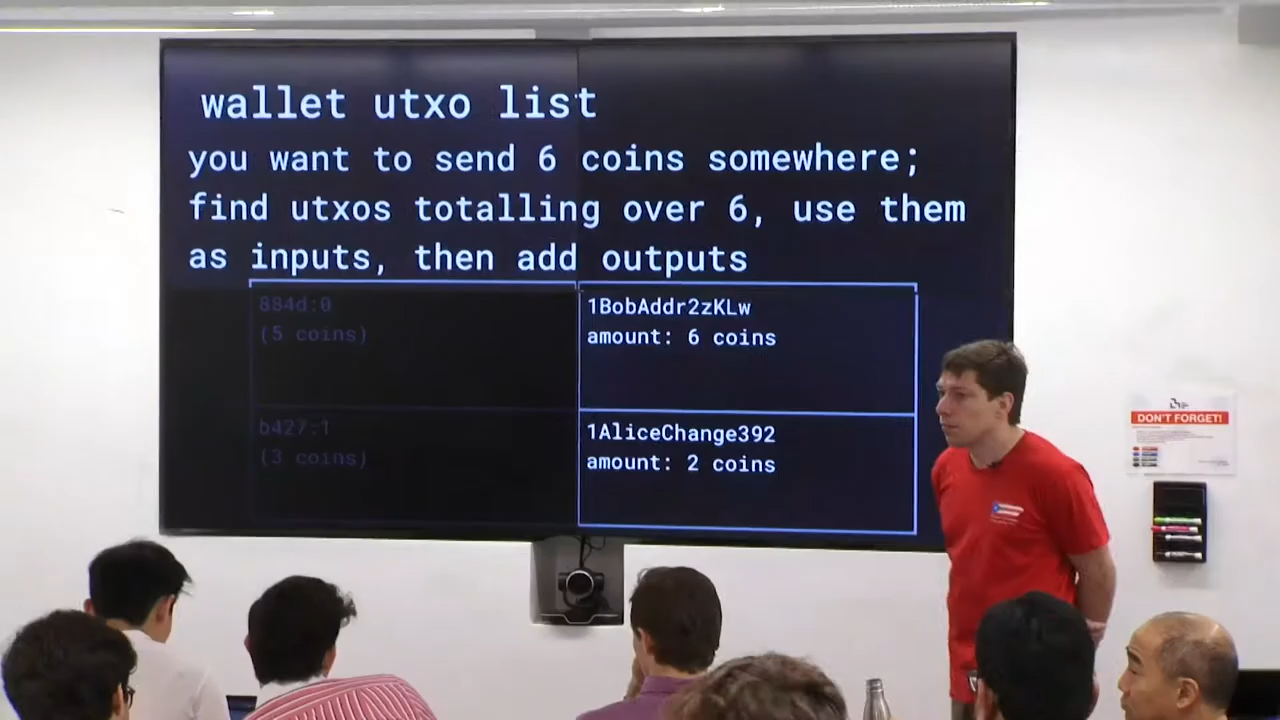 wallet utxo list
you want to send 6 coins somewhere;
find utxos totalling over 6, use them
as inputs, then add outputs
884d:0
(5 coins)
1BobAddr2zKLw
amount: 6 coins
b427:1
(3 coins)
1AliceChange392
amount: 2 coins
DON'T FORGET!